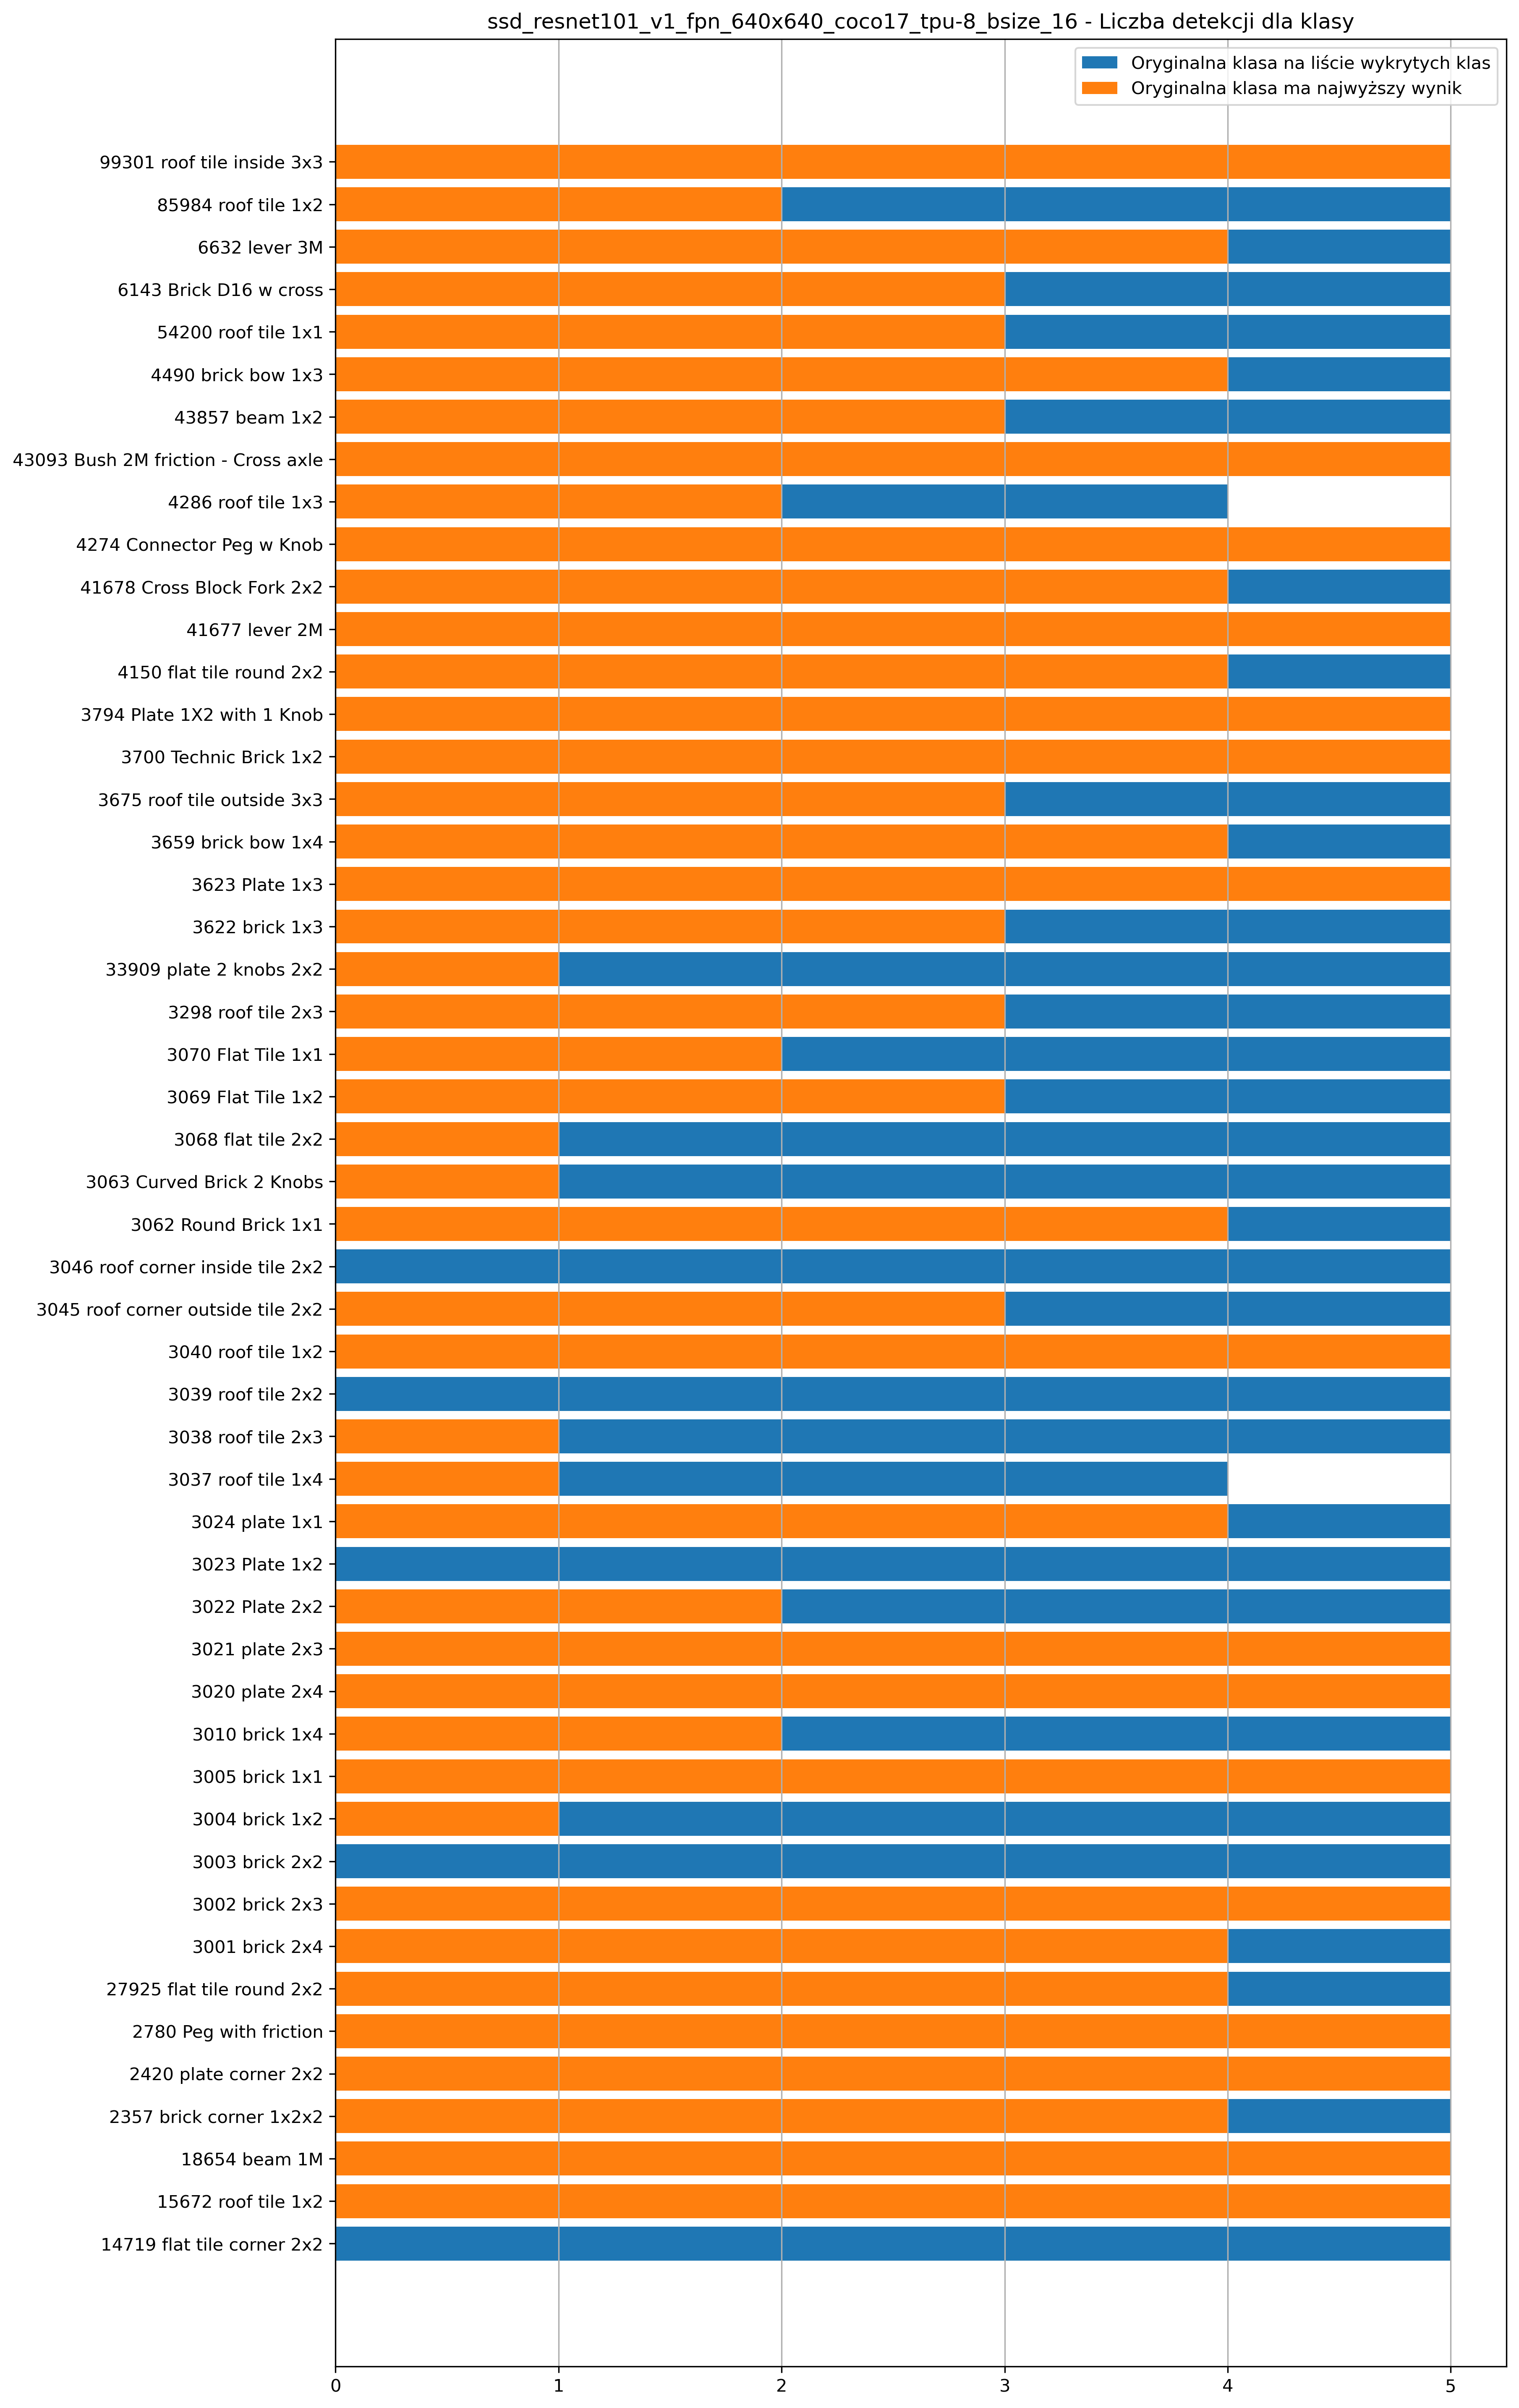 ssd_resnet101_v1_fpn_640x640_coco17_tpu-8_bsize_16 - Liczba detekcji dla klasy
Oryginalna klasa na liście wykrytych klas
Oryginalna klasa ma najwyższy wynik
99301 roof tile inside 3x3
85984 roof tile 1x2
6632 lever 3M
6143 Brick D16 w cross
54200 roof tile 1x1
4490 brick bow 1x3
43857 beam 1x2
43093 Bush 2M friction - Cross axle
4286 roof tile 1x3
4274 Connector Peg w Knob
41678 Cross Block Fork 2x2
41677 lever 2M
4150 flat tile round 2x2
3794 Plate 1X2 with 1 Knob
3700 Technic Brick 1x2
3675 roof tile outside 3x3
3659 brick bow 1x4
3623 Plate 1x3
3622 brick 1x3
33909 plate 2 knobs 2x2
3298 roof tile 2x3
3070 Flat Tile 1x1
3069 Flat Tile 1x2
3068 flat tile 2x2
3063 Curved Brick 2 Knobs
3062 Round Brick 1x1
3046 roof corner inside tile 2x2
3045 roof corner outside tile 2x2
3040 roof tile 1x2
3039 roof tile 2x2
3038 roof tile 2x3
3037 roof tile 1x4
3024 plate 1x1
3023 Plate 1x2
3022 Plate 2x2
3021 plate 2x3
3020 plate 2x4
3010 brick 1x4
3005 brick 1x1
3004 brick 1x2
3003 brick 2x2
3002 brick 2x3
3001 brick 2x4
27925 flat tile round 2x2
2780 Peg with friction
2420 plate corner 2x2
2357 brick corner 1x2x2
18654 beam 1M
15672 roof tile 1x2
14719 flat tile corner 2x2
0 1 2 3 4 5